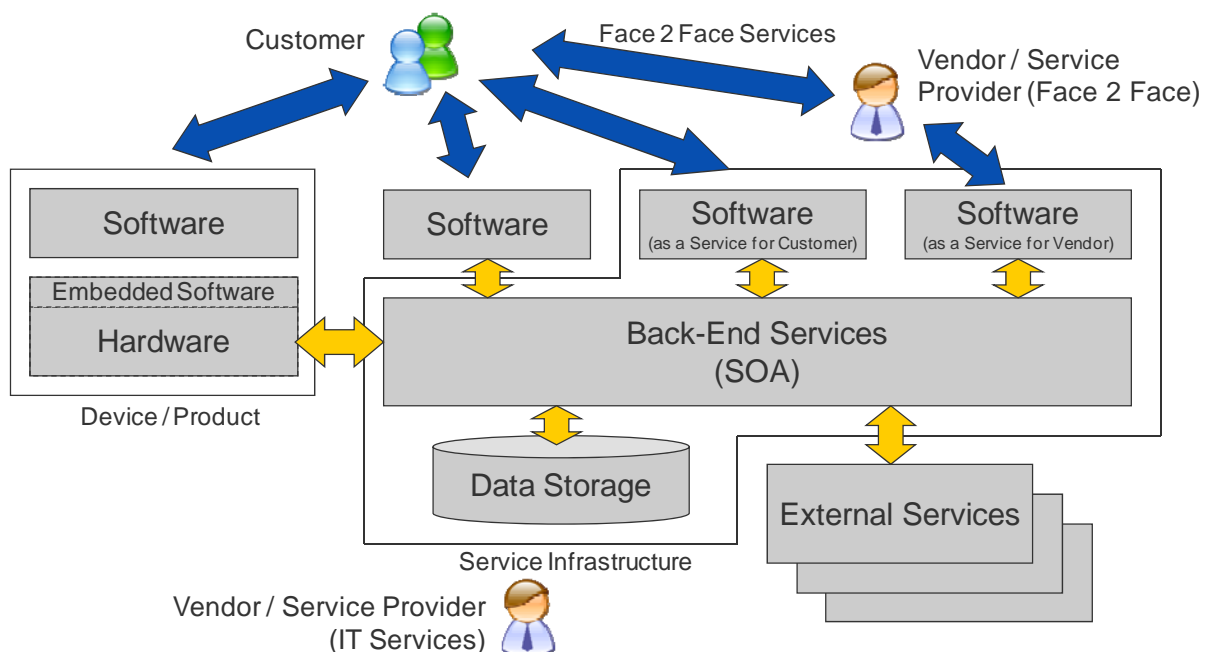 Customer
Face 2 Face Services
Vendor / Service
Provider (Face 2 Face)
Software
Embedded Software
Hardware
Device / Product
Software
Software
(as a Service for Customer)
Software
(as a Service for Vendor)
Back-End Services
(SOA)
Data Storage
External Services
Service Infrastructure
Vendor / Service Provider
(IT Services)